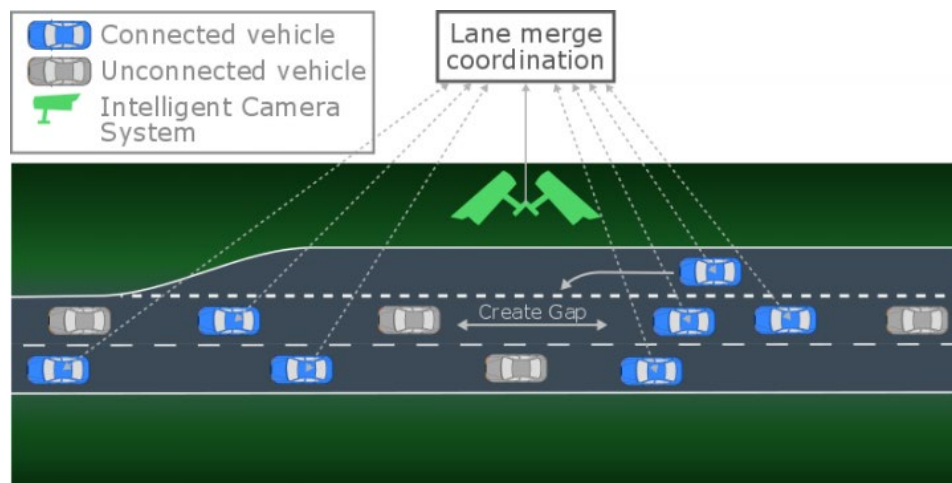 Connected vehicle
Unconnected vehicle
Intelligent Camera
System
Lane merge
coordination
Create Gap